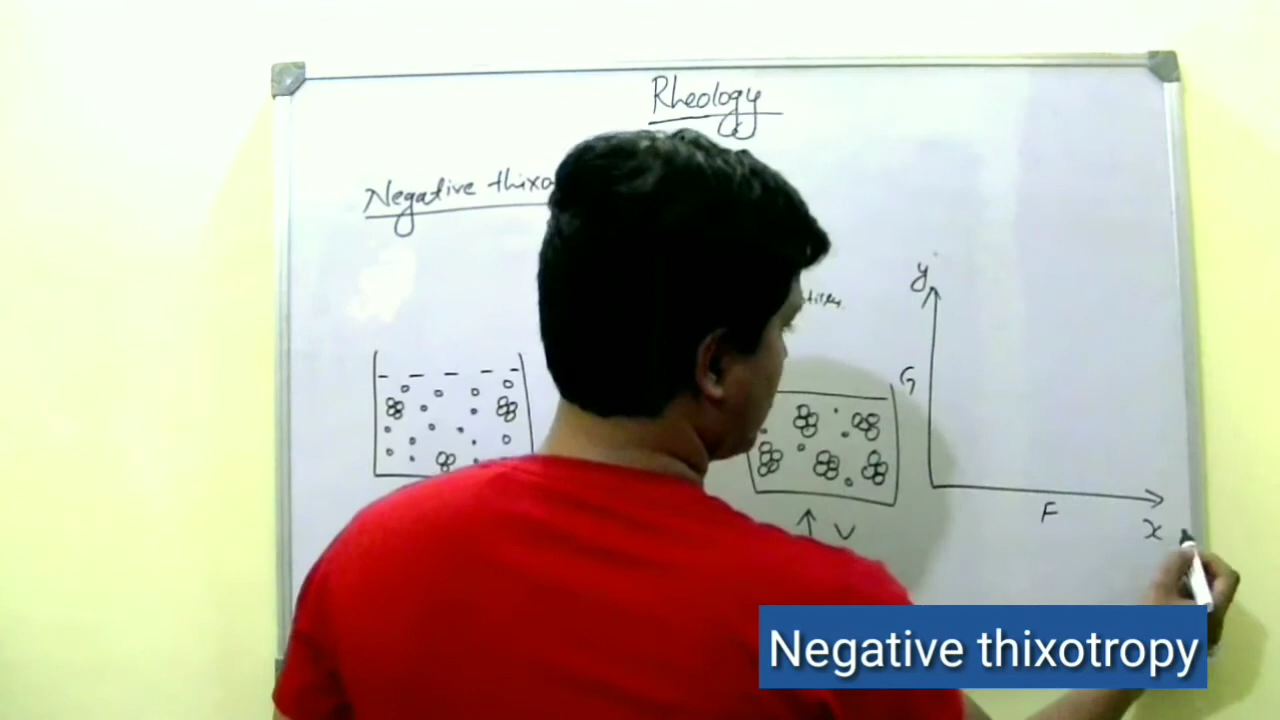 Rheology
Negative thixo
y
G
F
x
↑ V
Negative thixotropy